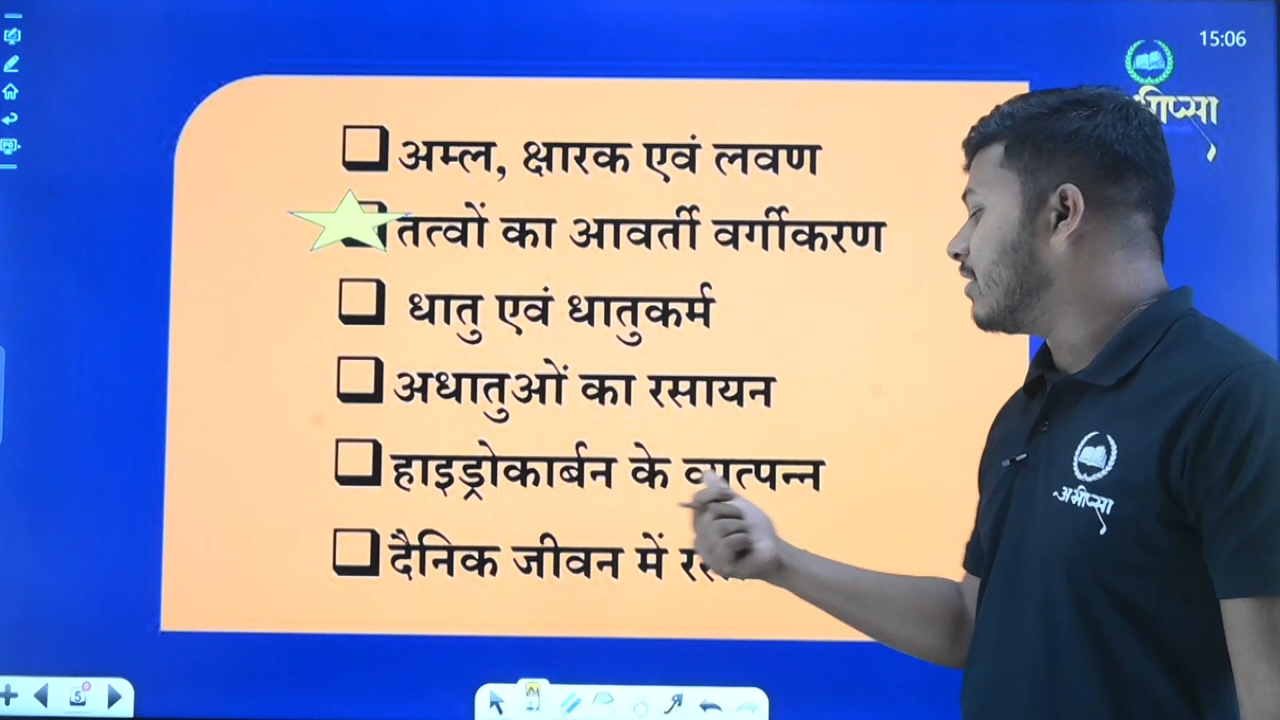 15:06
अम्ल, क्षारक एवं लवण
तत्वों का आवर्ती वर्गीकरण
धातु एवं धातुकर्म
अधातुओं का रसायन
हाइड्रोकार्बन के
दैनिक जीवन में
अभीप्सा
5